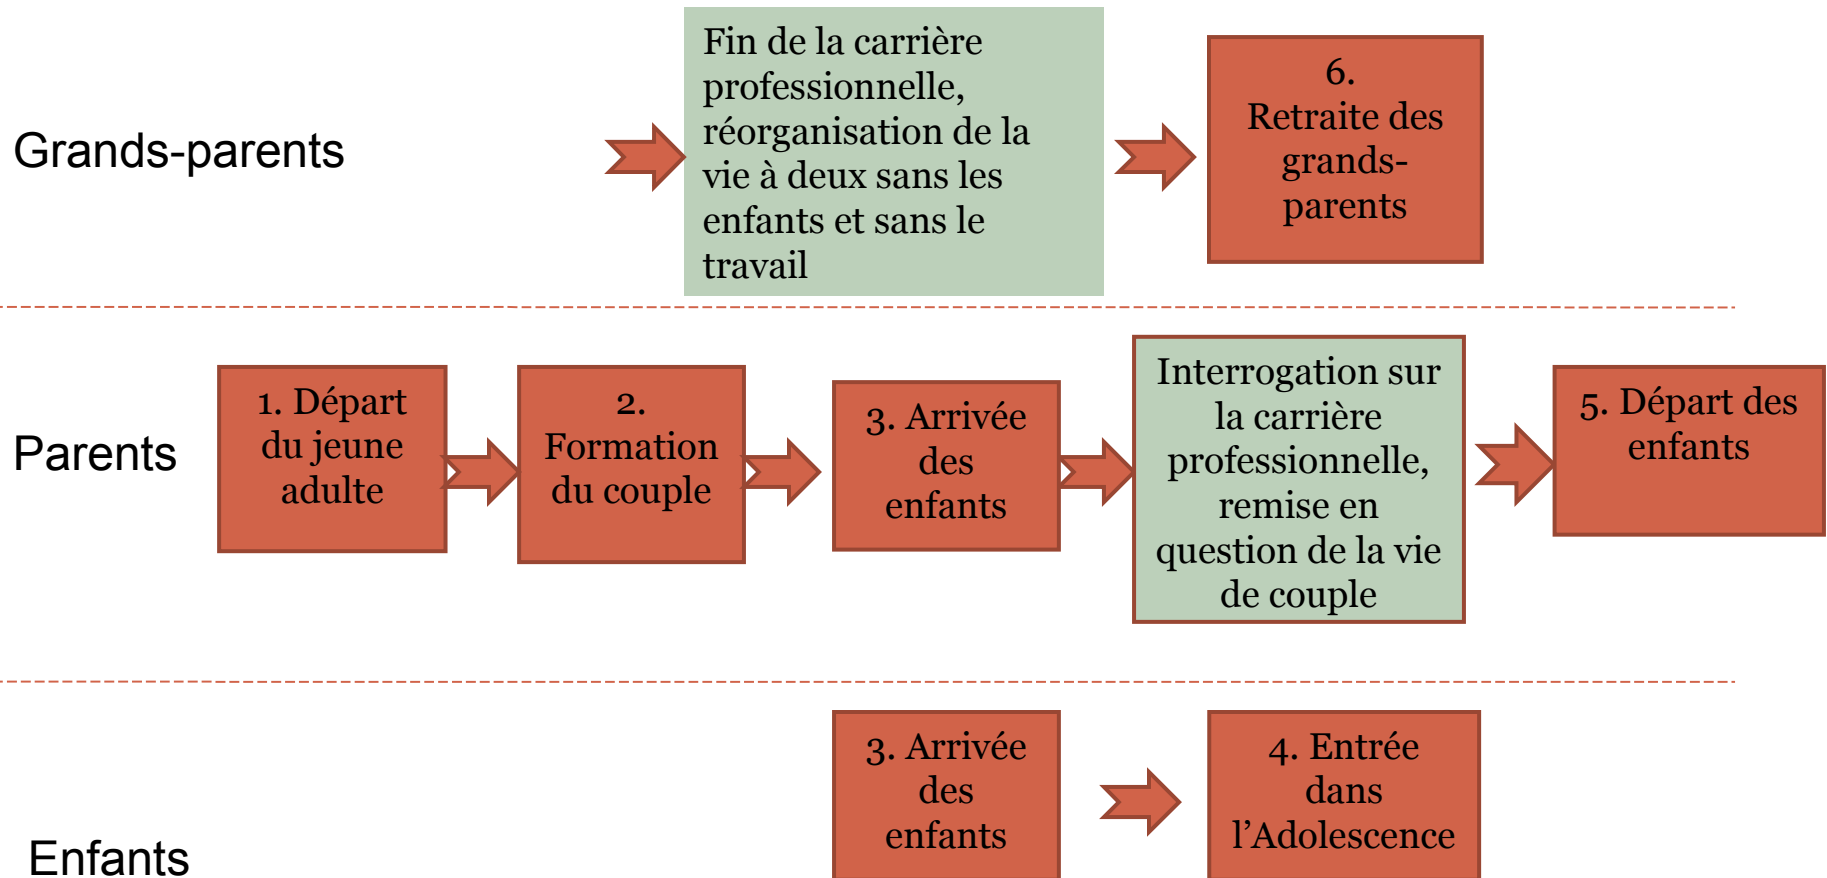 Grands-parents
Fin de la carrière
professionnelle,
réorganisation de la
vie à deux sans les
enfants et sans le
travail
6.
Retraite des
grands-
parents
Parents
1. Départ
du jeune
adulte
2.
Formation
du couple
3. Arrivée
des
enfants
Interrogation sur
la carrière
professionnelle,
remise en
question de la vie
de couple
5. Départ des
enfants
Enfants
3. Arrivée
des
enfants
4. Entrée
dans
l’Adolescence